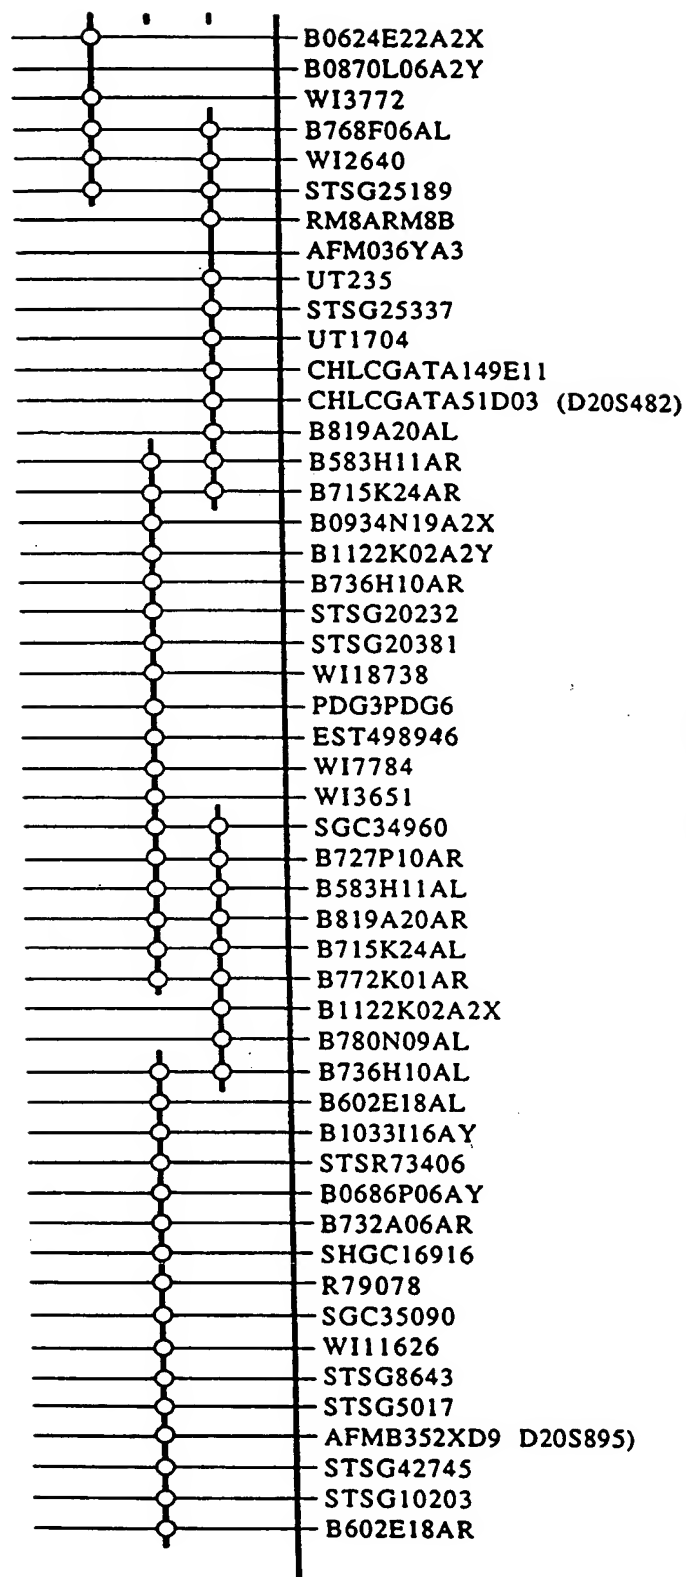 B0624E22A2X
B0870L06A2Y
WI3772
B768F06AL
WI2640
STSG25189
RM8ARM8B
AFM036YA3
UT235
STSG25337
UT1704
CHLCGATA149E11
CHLCGATA51D03 (D20S482)
B819A20AL
B583H11AR
B715K24AR
B0934N19A2X
B1122K02A2Y
B736H10AR
STSG20232
STSG20381
WI18738
PDG3PDG6
EST498946
WI7784
WI3651
SGC34960
B727P10AR
B583H11AL
B819A20AR
B715K24AL
B772K01AR
B1122K02A2X
B780N09AL
B736H10AL
B602E18AL
B1033I16AY
STSR73406
B0686P06AY
B732A06AR
SHGC16916
R79078
SGC35090
WI11626
STSG8643
STSG5017
AFMB352XD9 D20S895)
STSG42745
STSG10203
B602E18AR